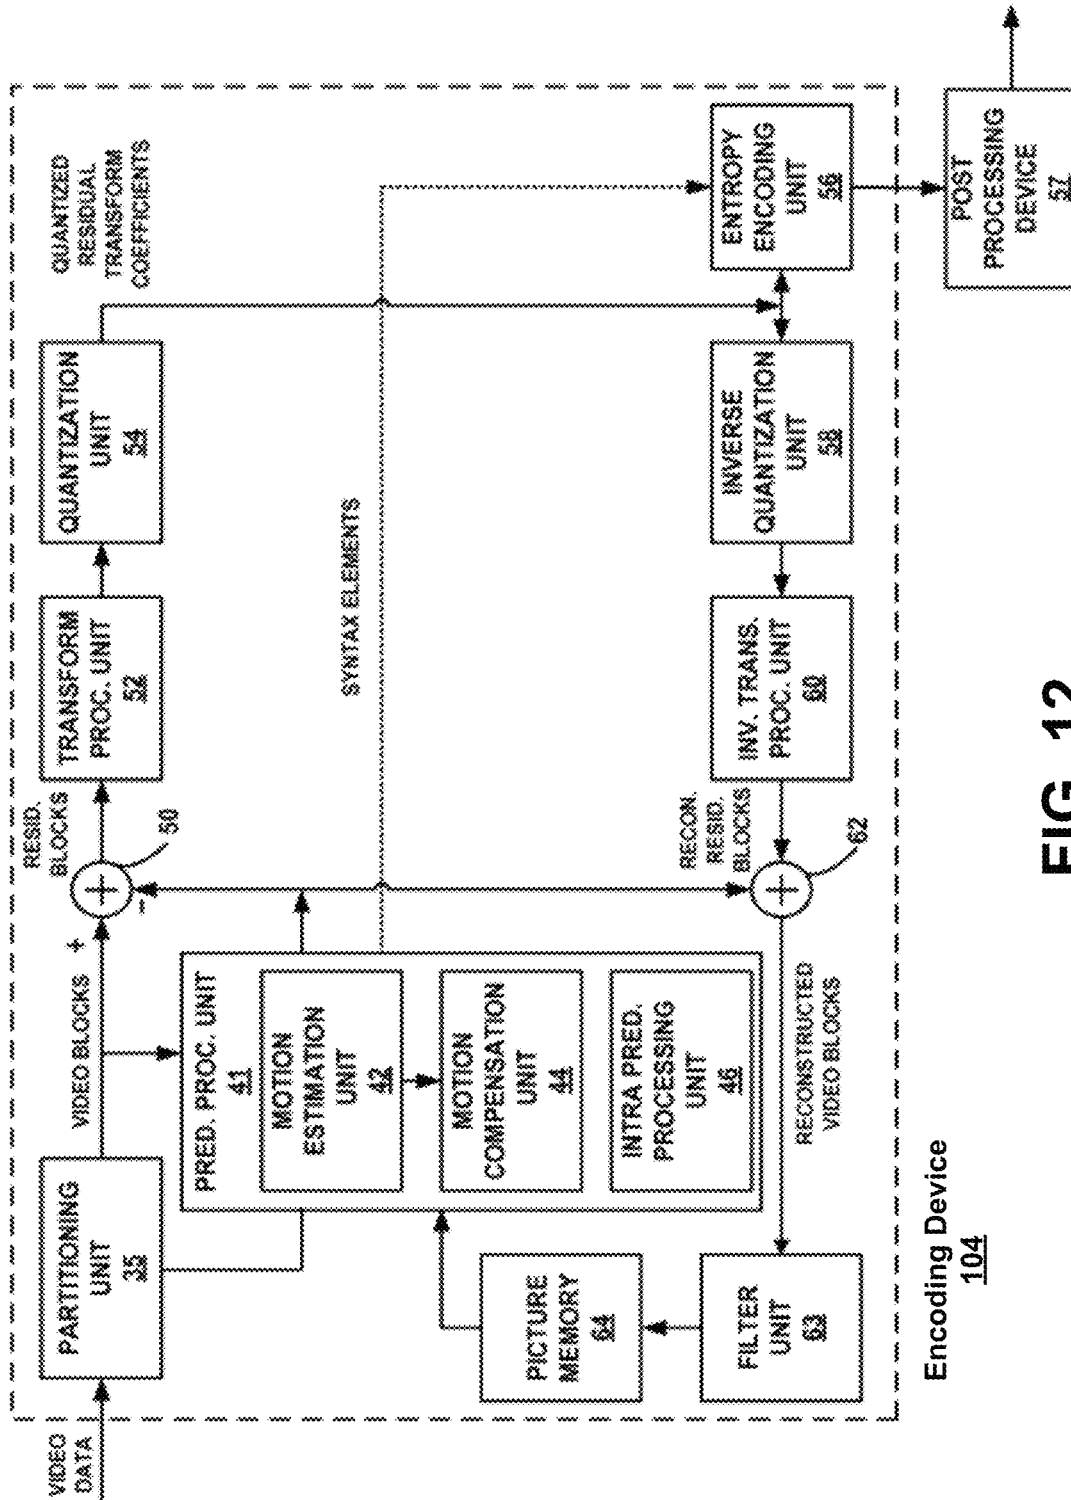 VIDEO
DATA
PARTITIONING
UNIT
35
VIDEO BLOCKS
+
-
RESID.
BLOCKS
50
TRANSFORM
PROC. UNIT
52
QUANTIZATION
UNIT
54
QUANTIZED
RESIDUAL
TRANSFORM
COEFFICIENTS
PRED. PROC. UNIT
41
MOTION
ESTIMATION
UNIT
42
MOTION
COMPENSATION
UNIT
44
INTRA PRED.
PROCESSING
UNIT
46
SYNTAX ELEMENTS
PICTURE
MEMORY
64
FILTER
UNIT
63
RECONSTRUCTED
VIDEO BLOCKS
62
RECON.
RESID.
BLOCKS
INV. TRANS.
PROC. UNIT
60
INVERSE
QUANTIZATION
UNIT
58
ENTROPY
ENCODING
UNIT
56
POST
PROCESSING
DEVICE
57
Encoding Device
104
FIG. 12